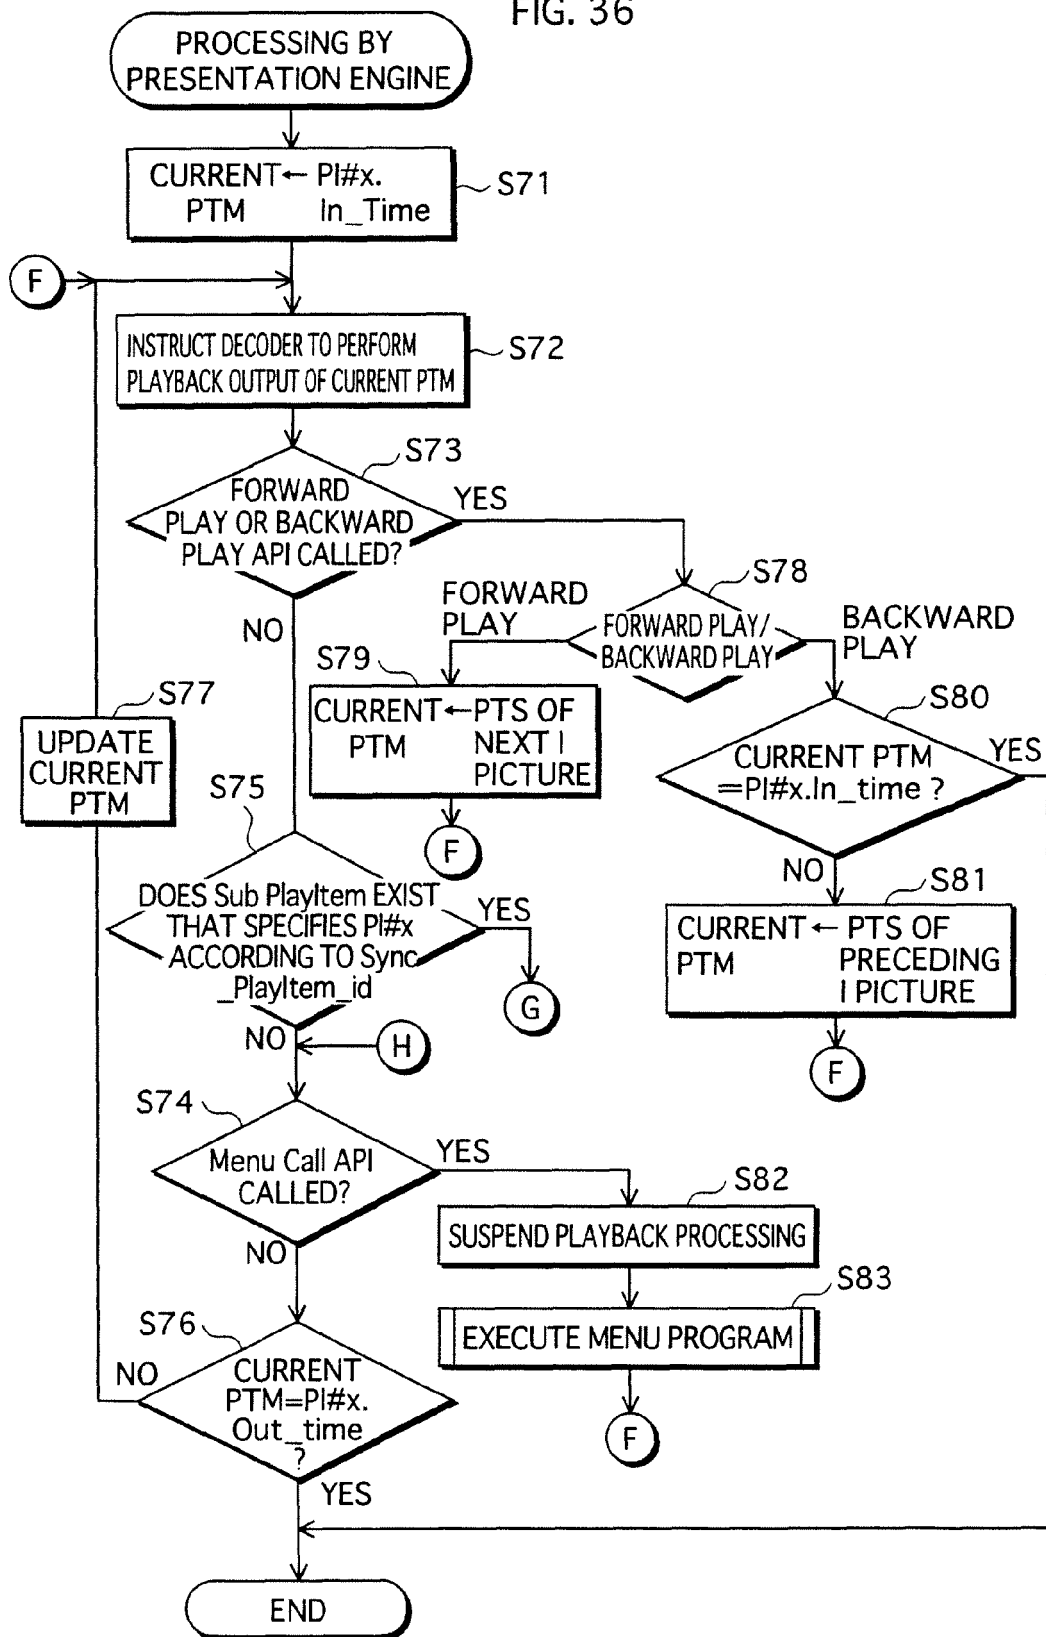 FIG. 36
PROCESSING BY
PRESENTATION ENGINE
CURRENT ← PI#x.
PTM In_Time
S71
F
INSTRUCT DECODER TO PERFORM
PLAYBACK OUTPUT OF CURRENT PTM
S72
S73
FORWARD
PLAY OR BACKWARD
PLAY API CALLED?
YES
NO
S78
FORWARD PLAY/
BACKWARD PLAY
FORWARD
PLAY
BACKWARD
PLAY
S79
CURRENT ← PTS OF
PTM NEXT I
PICTURE
F
S80
CURRENT PTM
=PI#x.In_time ?
YES
NO
S81
CURRENT ← PTS OF
PTM PRECEDING
I PICTURE
F
S77
UPDATE
CURRENT
PTM
S75
DOES Sub PlayItem EXIST
THAT SPECIFIES PI#x
ACCORDING TO Sync
_PlayItem_id
YES
G
NO
H
S74
Menu Call API
CALLED?
YES
NO
S82
SUSPEND PLAYBACK PROCESSING
S83
EXECUTE MENU PROGRAM
F
S76
CURRENT
PTM=PI#x.
Out_time
?
NO
YES
END